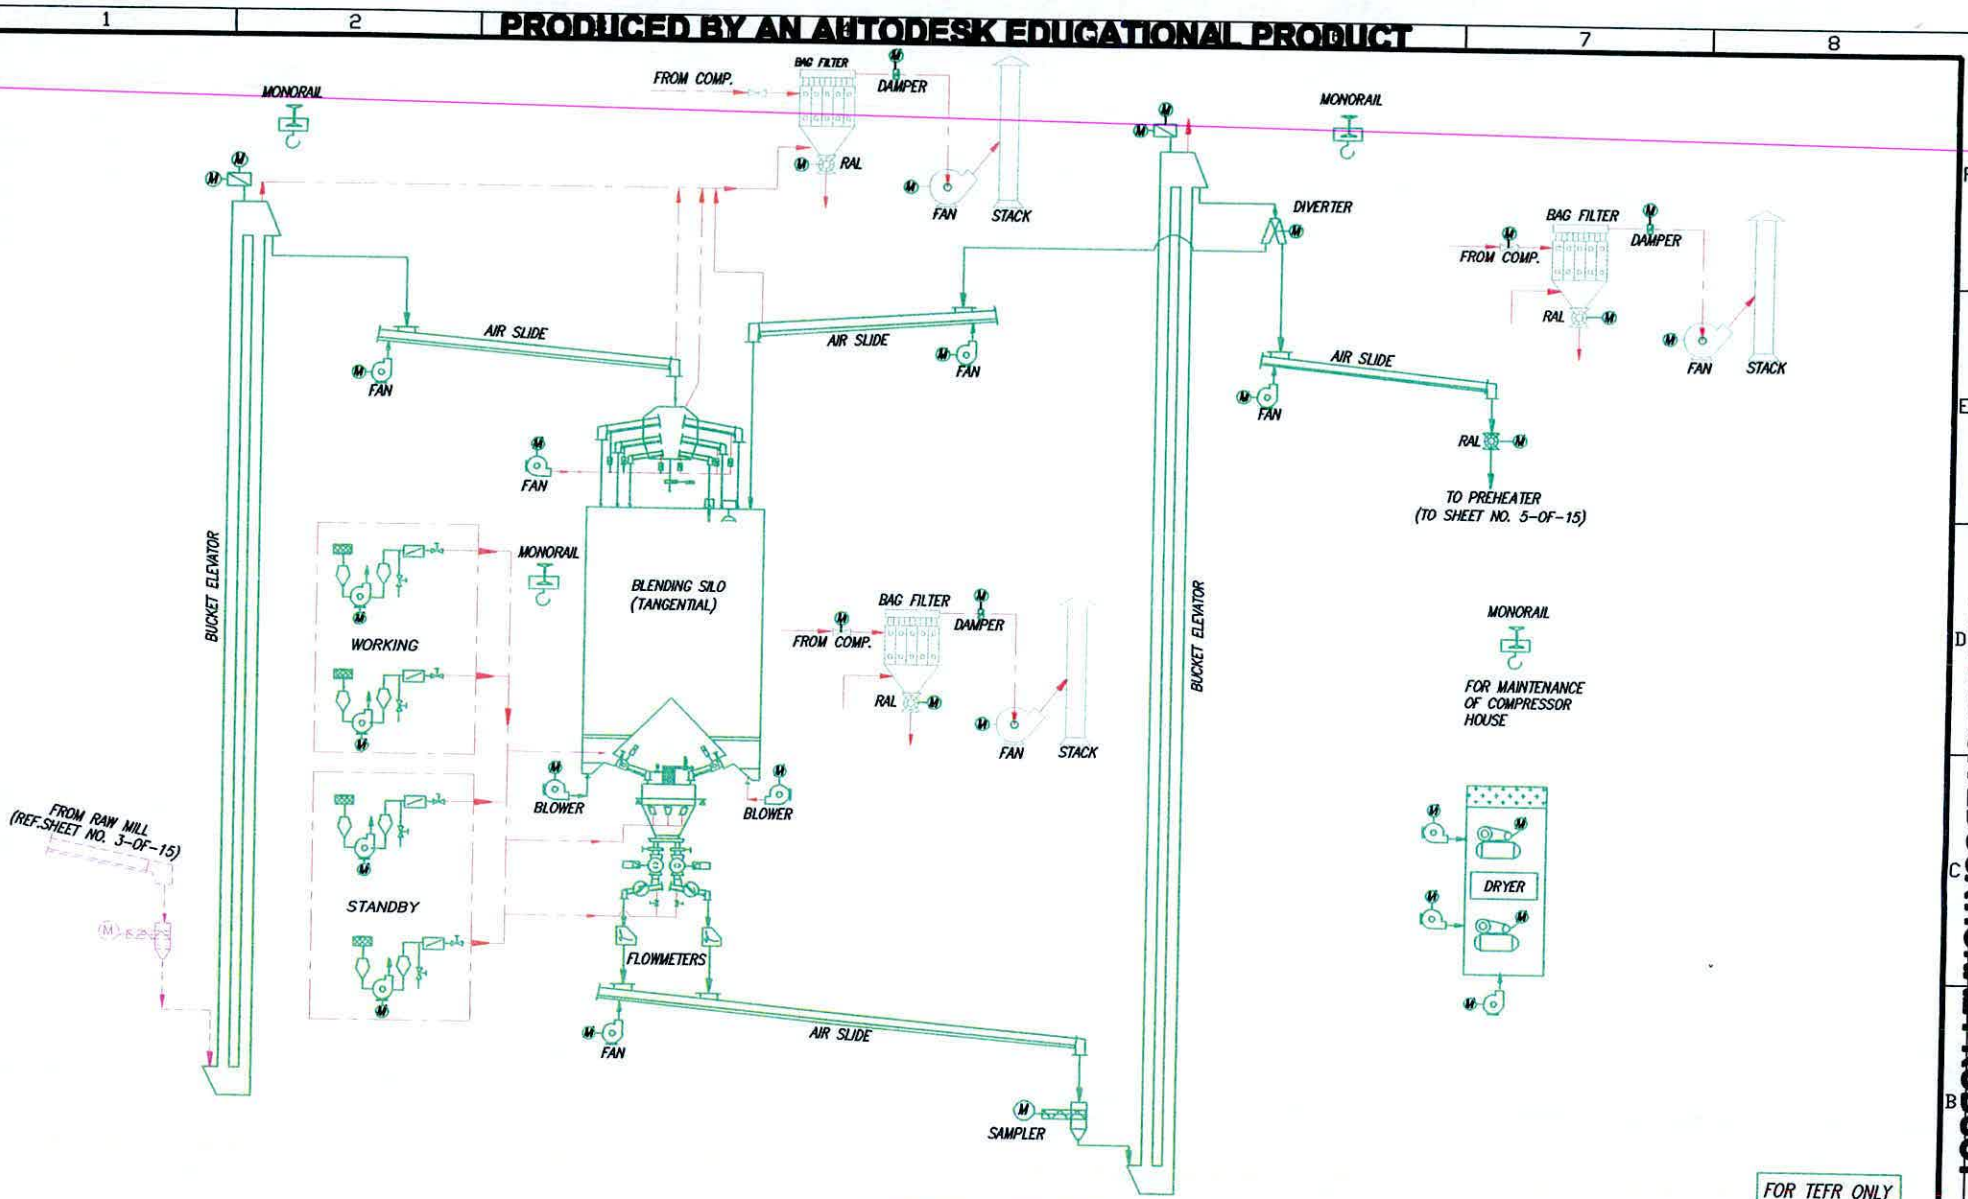 PRODUCED BY AN AUTODESK EDUCATIONAL PRODUCT
1
2
7
8
MONORAIL
FROM COMP.
BAG FILTER
M
DAMPER
M
RAL
M
FAN
STACK
M
M
MONORAIL
M
M
DIVERTER
M
BAG FILTER
M
DAMPER
M
FROM COMP.
RAL
M
M
FAN
STACK
AIR SLIDE
M
FAN
AIR SLIDE
M
FAN
AIR SLIDE
M
FAN
RAL
M
TO PREHEATER
(TO SHEET NO. 5-OF-15)
E
M
FAN
BUCKET ELEVATOR
MONORAIL
BLENDING SILO
(TANGENTIAL)
M
WORKING
M
BAG FILTER
M
DAMPER
M
FROM COMP.
RAL
M
M
FAN
STACK
BUCKET ELEVATOR
MONORAIL
FOR MAINTENANCE
OF COMPRESSOR
HOUSE
D
M
BLOWER
M
BLOWER
FROM RAW MILL
(REF.SHEET NO. 3-OF-15)
M
M
STANDBY
M
FLOWMETERS
M
FAN
AIR SLIDE
M
SAMPLER
M
M
DRYER
M
M
M
C
B
FOR TEFR ONLY